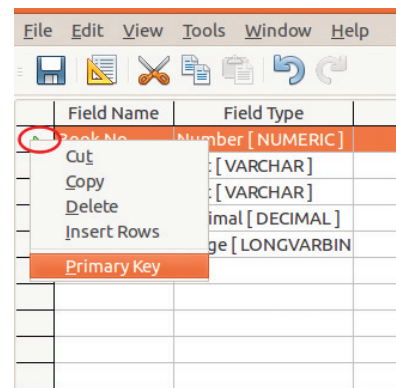 File Edit View Tools Window Help
Field Name Field Type
Book No Number [ NUMERIC ]
Cut [ VARCHAR ]
Copy [ VARCHAR ]
Delete imal [ DECIMAL ]
Insert Rows ge [ LONGVARBIN
Primary Key